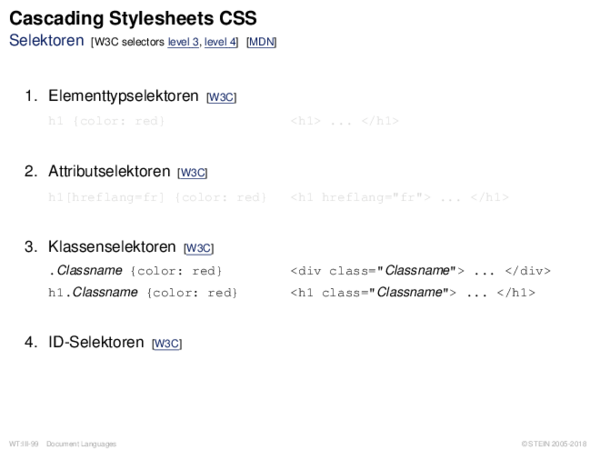 Cascading Stylesheets CSS
Selektoren [W3C selectors level 3, level 4] [MDN]
1. Elementtypselektoren [W3C]
h1 {color: red} <h1> ... </h1>
2. Attributselektoren [W3C]
h1[hreflang=fr] {color: red} <h1 hreflang="fr"> ... </h1>
3. Klassenselektoren [W3C]
.Classname {color: red} <div class="Classname"> ... </div>
h1.Classname {color: red} <h1 class="Classname"> ... </h1>
4. ID-Selektoren [W3C]
WT:III-99 Document Languages © STEIN 2005-2018